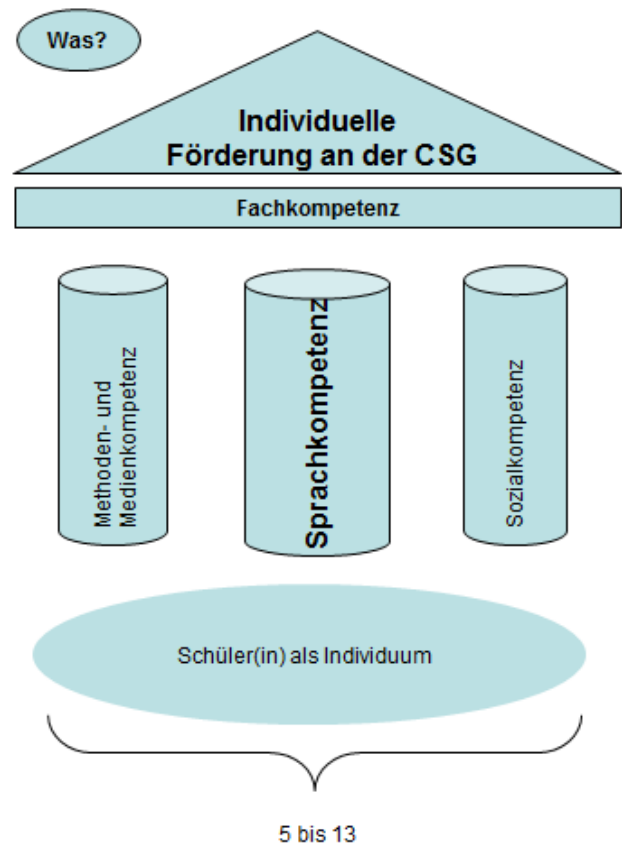 Was?
Individuelle
Förderung an der CSG
Fachkompetenz
Methoden- und
Medienkompetenz
Sprachkompetenz
Sozialkompetenz
Schüler(in) als Individuum
5 bis 13